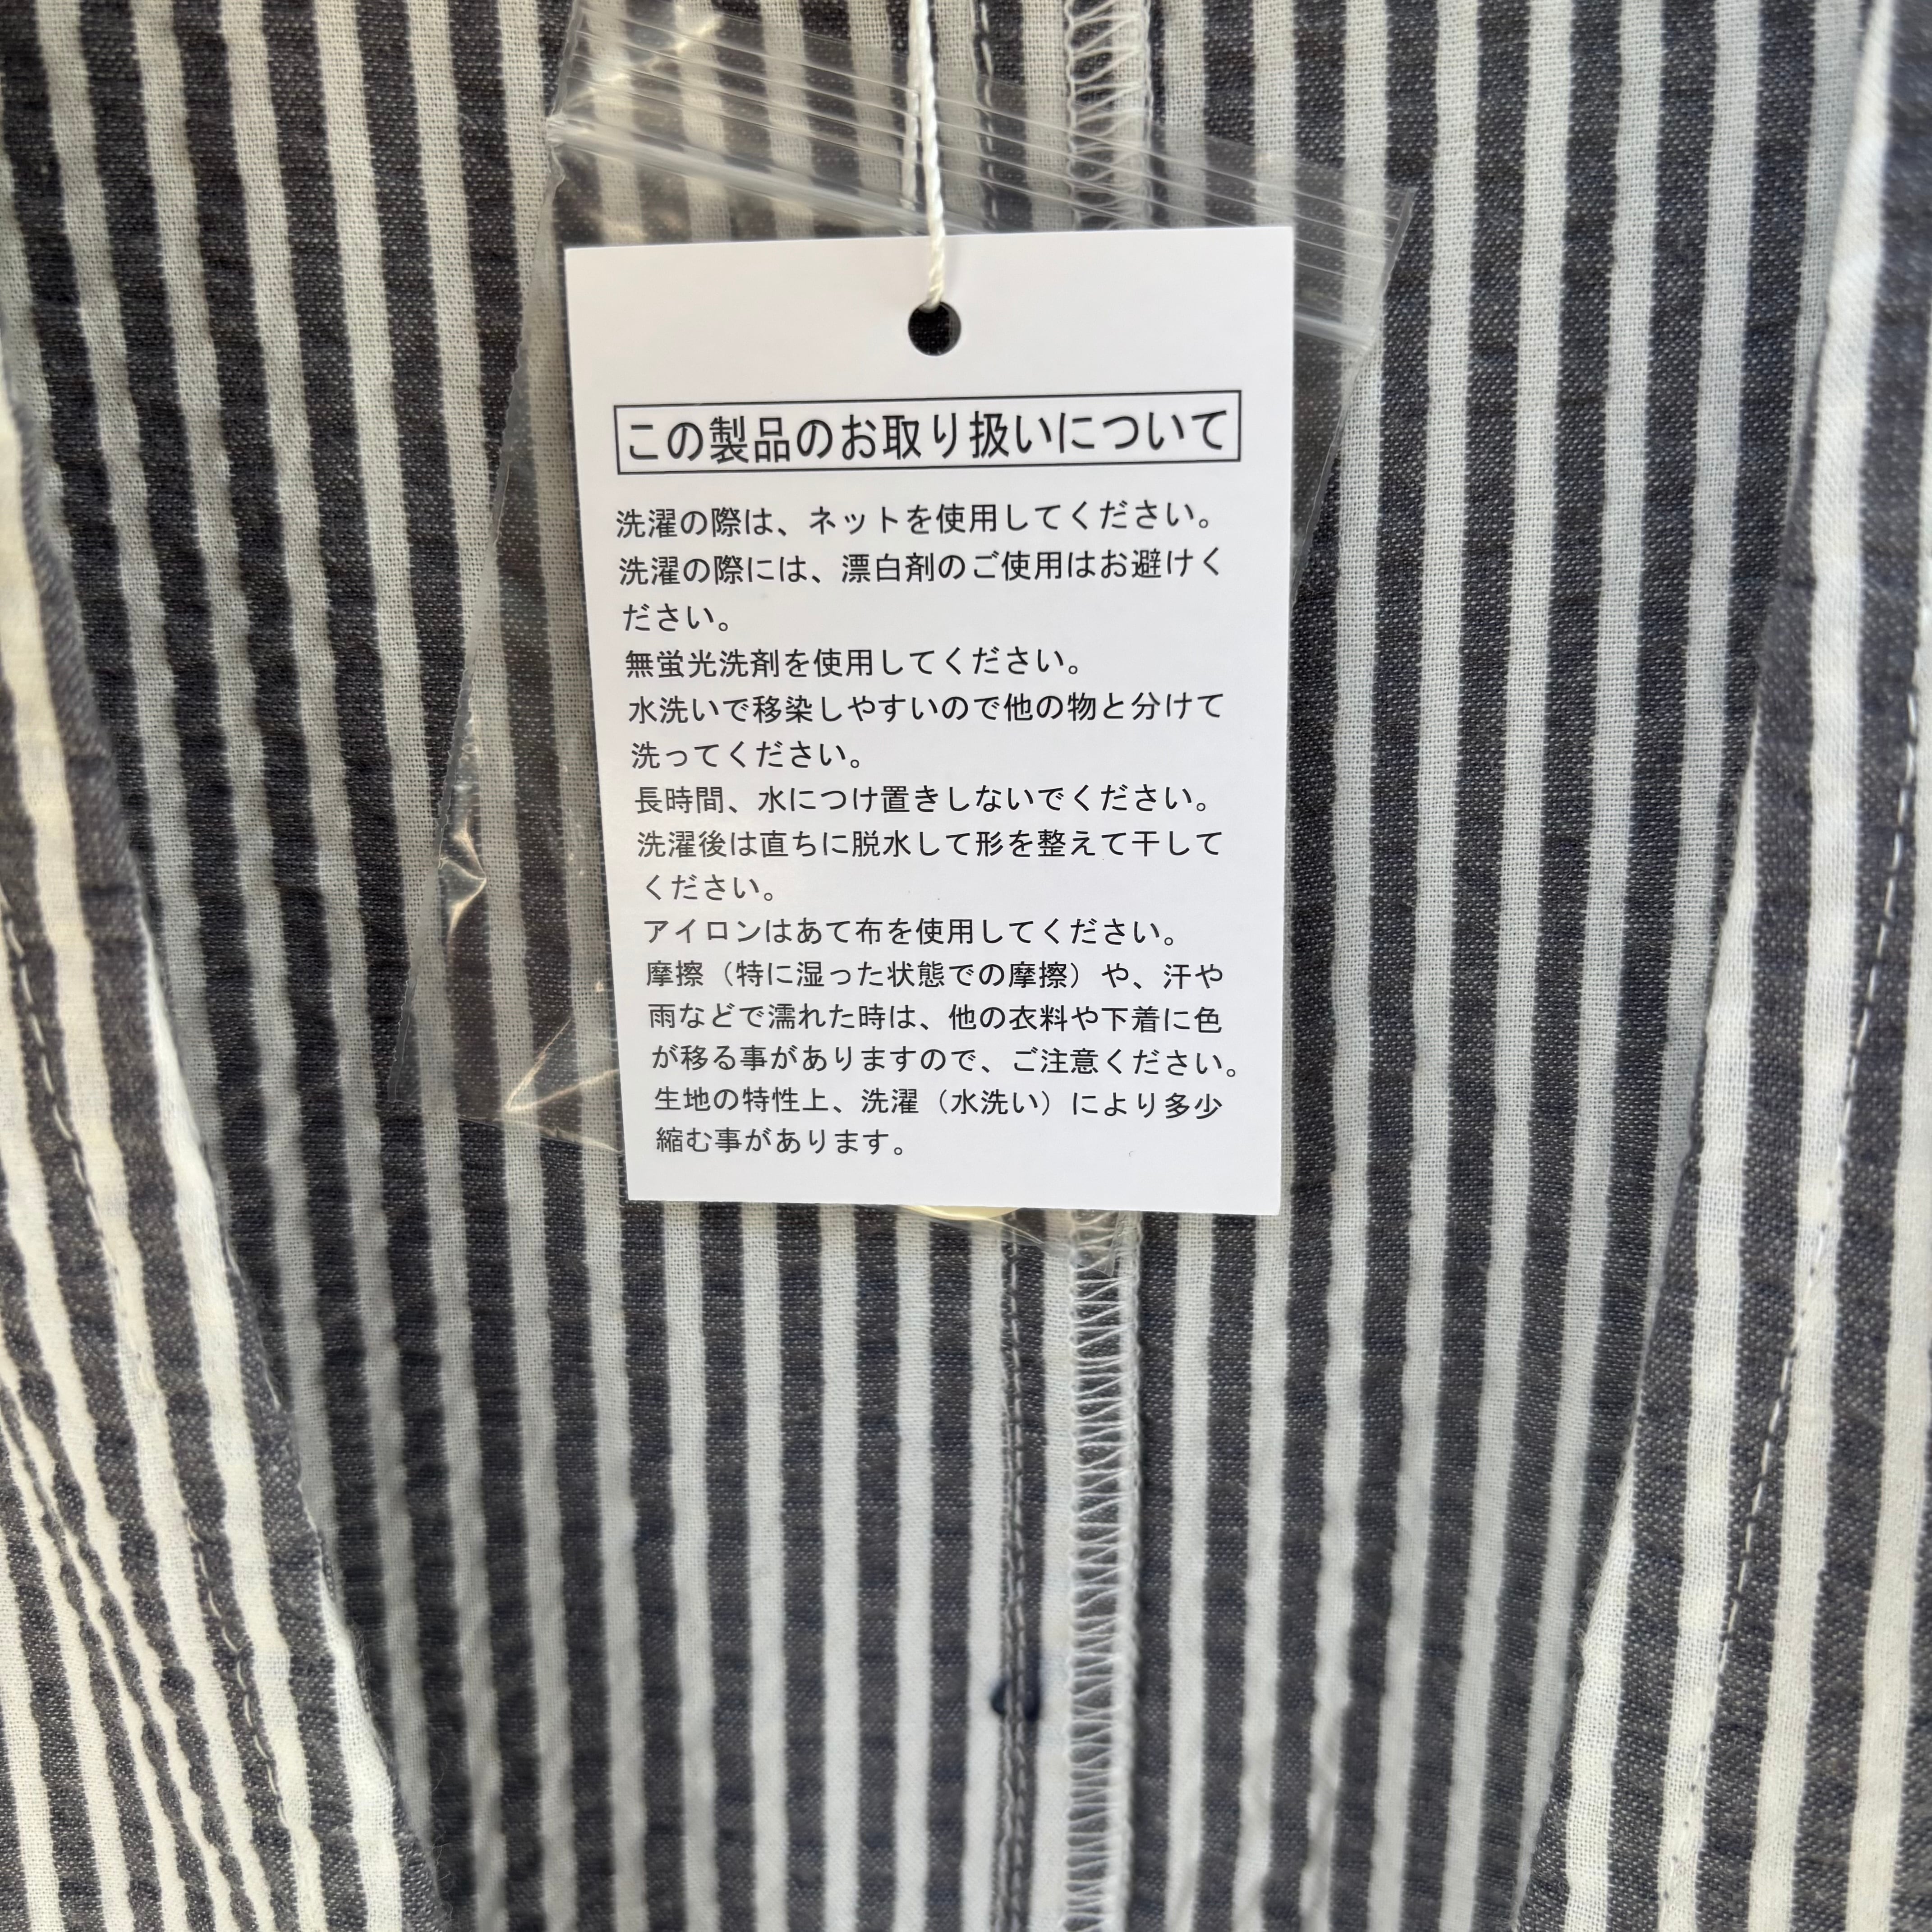 この製品のお取り扱いについて
洗濯の際は、ネットを使用してください。
洗濯の際には、漂白剤のご使用はお避けく
ださい。
無蛍光洗剤を使用してください。
水洗いで移染しやすいので他の物と分けて
洗ってください。
長時間、水につけ置きしないでください。
洗濯後は直ちに脱水して形を整えて干して
ください。
アイロンはあて布を使用してください。
摩擦（特に湿った状態での摩擦）や、汗や
雨などで濡れた時は、他の衣料や下着に色
が移る事がありますので、ご注意ください。
生地の特性上、洗濯（水洗い）により多少
縮む事があります。